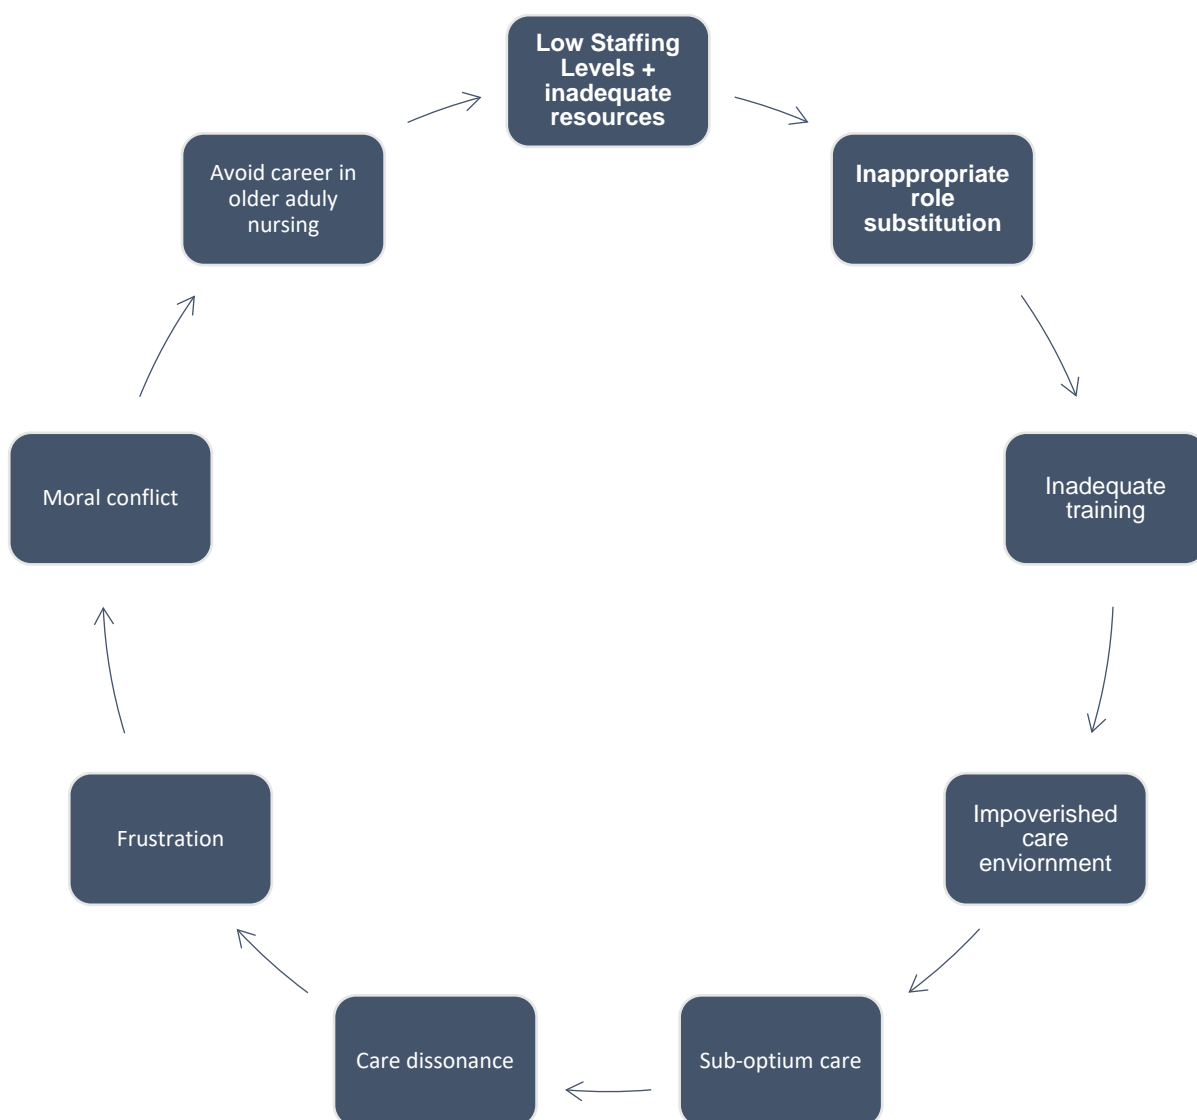 Low Staffing
Levels +
inadequate
resources
Inappropriate
role
substitution
Inadequate
training
Impoverished
care
enviornment
Sub-optium care
Care dissonance
Frustration
Moral conflict
Avoid career in
older aduly
nursing